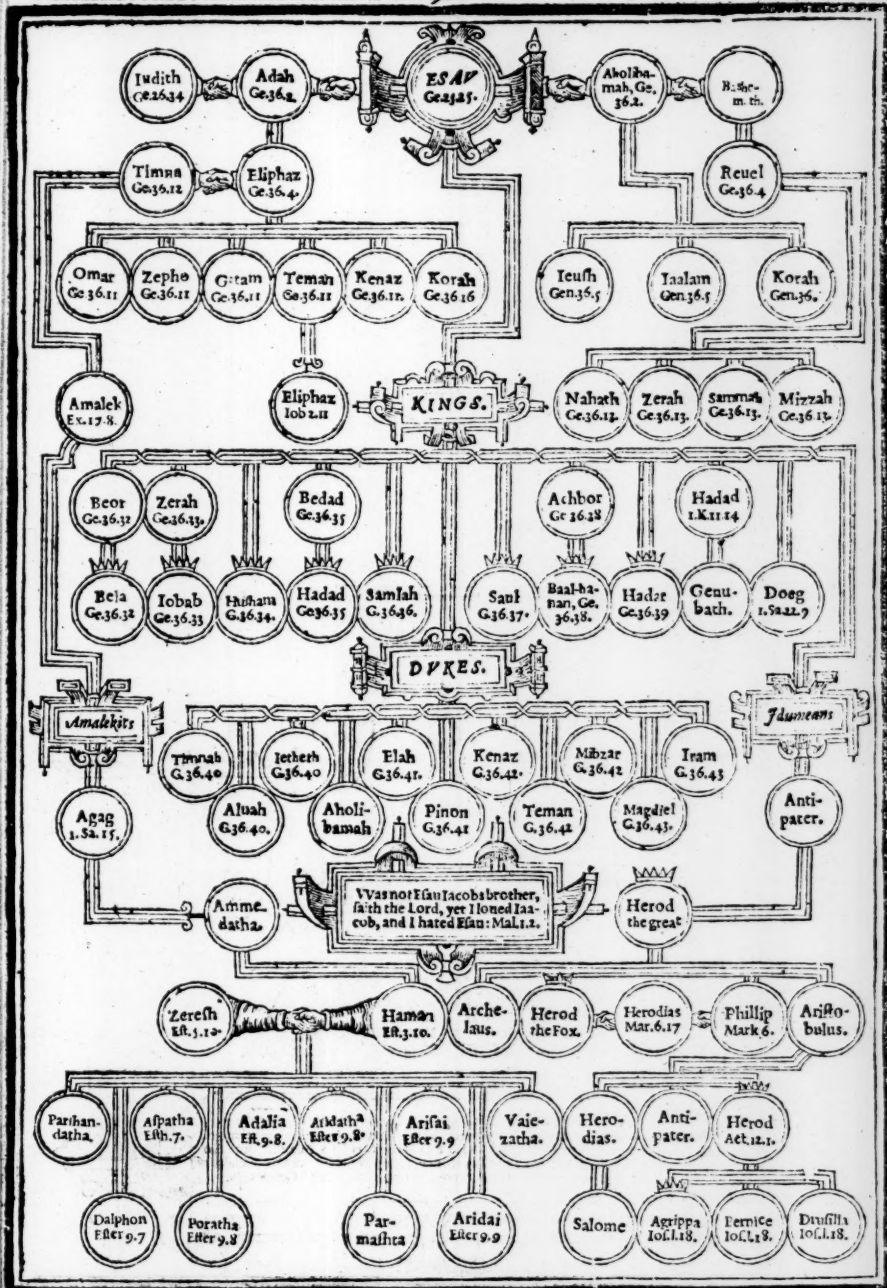 Iudith
Ge.26.34
Adah
Ge.36.2
ESAV
Ge.25.25.
Aholiba-
mah, Ge.
36.2.
Timna
Ge.36.12
Eliphaz
Ge.36.4.
Reuel
Ge.36.4
Omar
Ge.36.11
Zepho
Ge.36.11
Gatam
Ge.36.11
Teman
Ge.36.11
Kenaz
Ge.36.11.
Korah
Ge.36 16
Ieush
Gen.36.5
Iaalam
Gen.36.5
Korah
Gen.36.
Amalek
Ex.17.8.
Eliphaz
Iob 2.11
KINGS.
Nahath
Ge.36.13.
Zerah
Ge.36.13.
Sammah
Ge.36.13.
Mizzah
Ge.36.13.
Beor
Ge.36.32
Zerah
Ge.36.33.
Bedad
Ge.36.35
Achbor
Ge 36.38
Hadad
1.K.11.14
Bela
Ge.36.32
Iobab
Ge.36.33
Husham
G.36.34.
Hadad
Ge.36.35
Samlah
G.36.36.
Saul
G.36.37.
Baal-ha-
nan, Ge.
36.38.
Hadar
Ge.36.39
Genu-
bath.
Doeg
1.Sa.22.9
DVKES.
Amalekits
Idumeans
Timnah
G.36.40
Ietheth
G.36.40
Elah
G.36.41.
Kenaz
G.36.42.
Mibzar
G.36.42
Iram
G.36.43
Agag
1.Sa.15.
Aluah
G.36.40.
Aholi-
bamah
Pinon
G.36.41
Teman
G.36.42
Magdiel
G.36.43.
Anti-
pater.
Amme-
datha.
VVas not Esau Iacobs brother,
saith the Lord, yet I loued Iaa-
cob, and I hated Esau: Mal.1.2.
Herod
the great
Zeresh
Est.5.10.
Haman
Est.3.10.
Arche-
laus.
Herod
the Fox.
Herodias
Mar.6.17
Phillip
Mark 6.
Aristo-
bulus.
Parshan-
datha.
Aspatha
Esth.7.
Adalia
Est.9.8.
Aridatha
Ester 9.8.
Arisai
Ester 9.9
Vaie-
zatha.
Hero-
dias.
Anti-
pater.
Herod
Act.12.1.
Dalphon
Ester 9.7
Poratha
Ester 9.8
Par-
mashta
Aridai
Ester 9.9
Salome
Agrippa
Ios.l.18.
Bernice
Ios.l.18.
Drusilla
Ios.l.18.